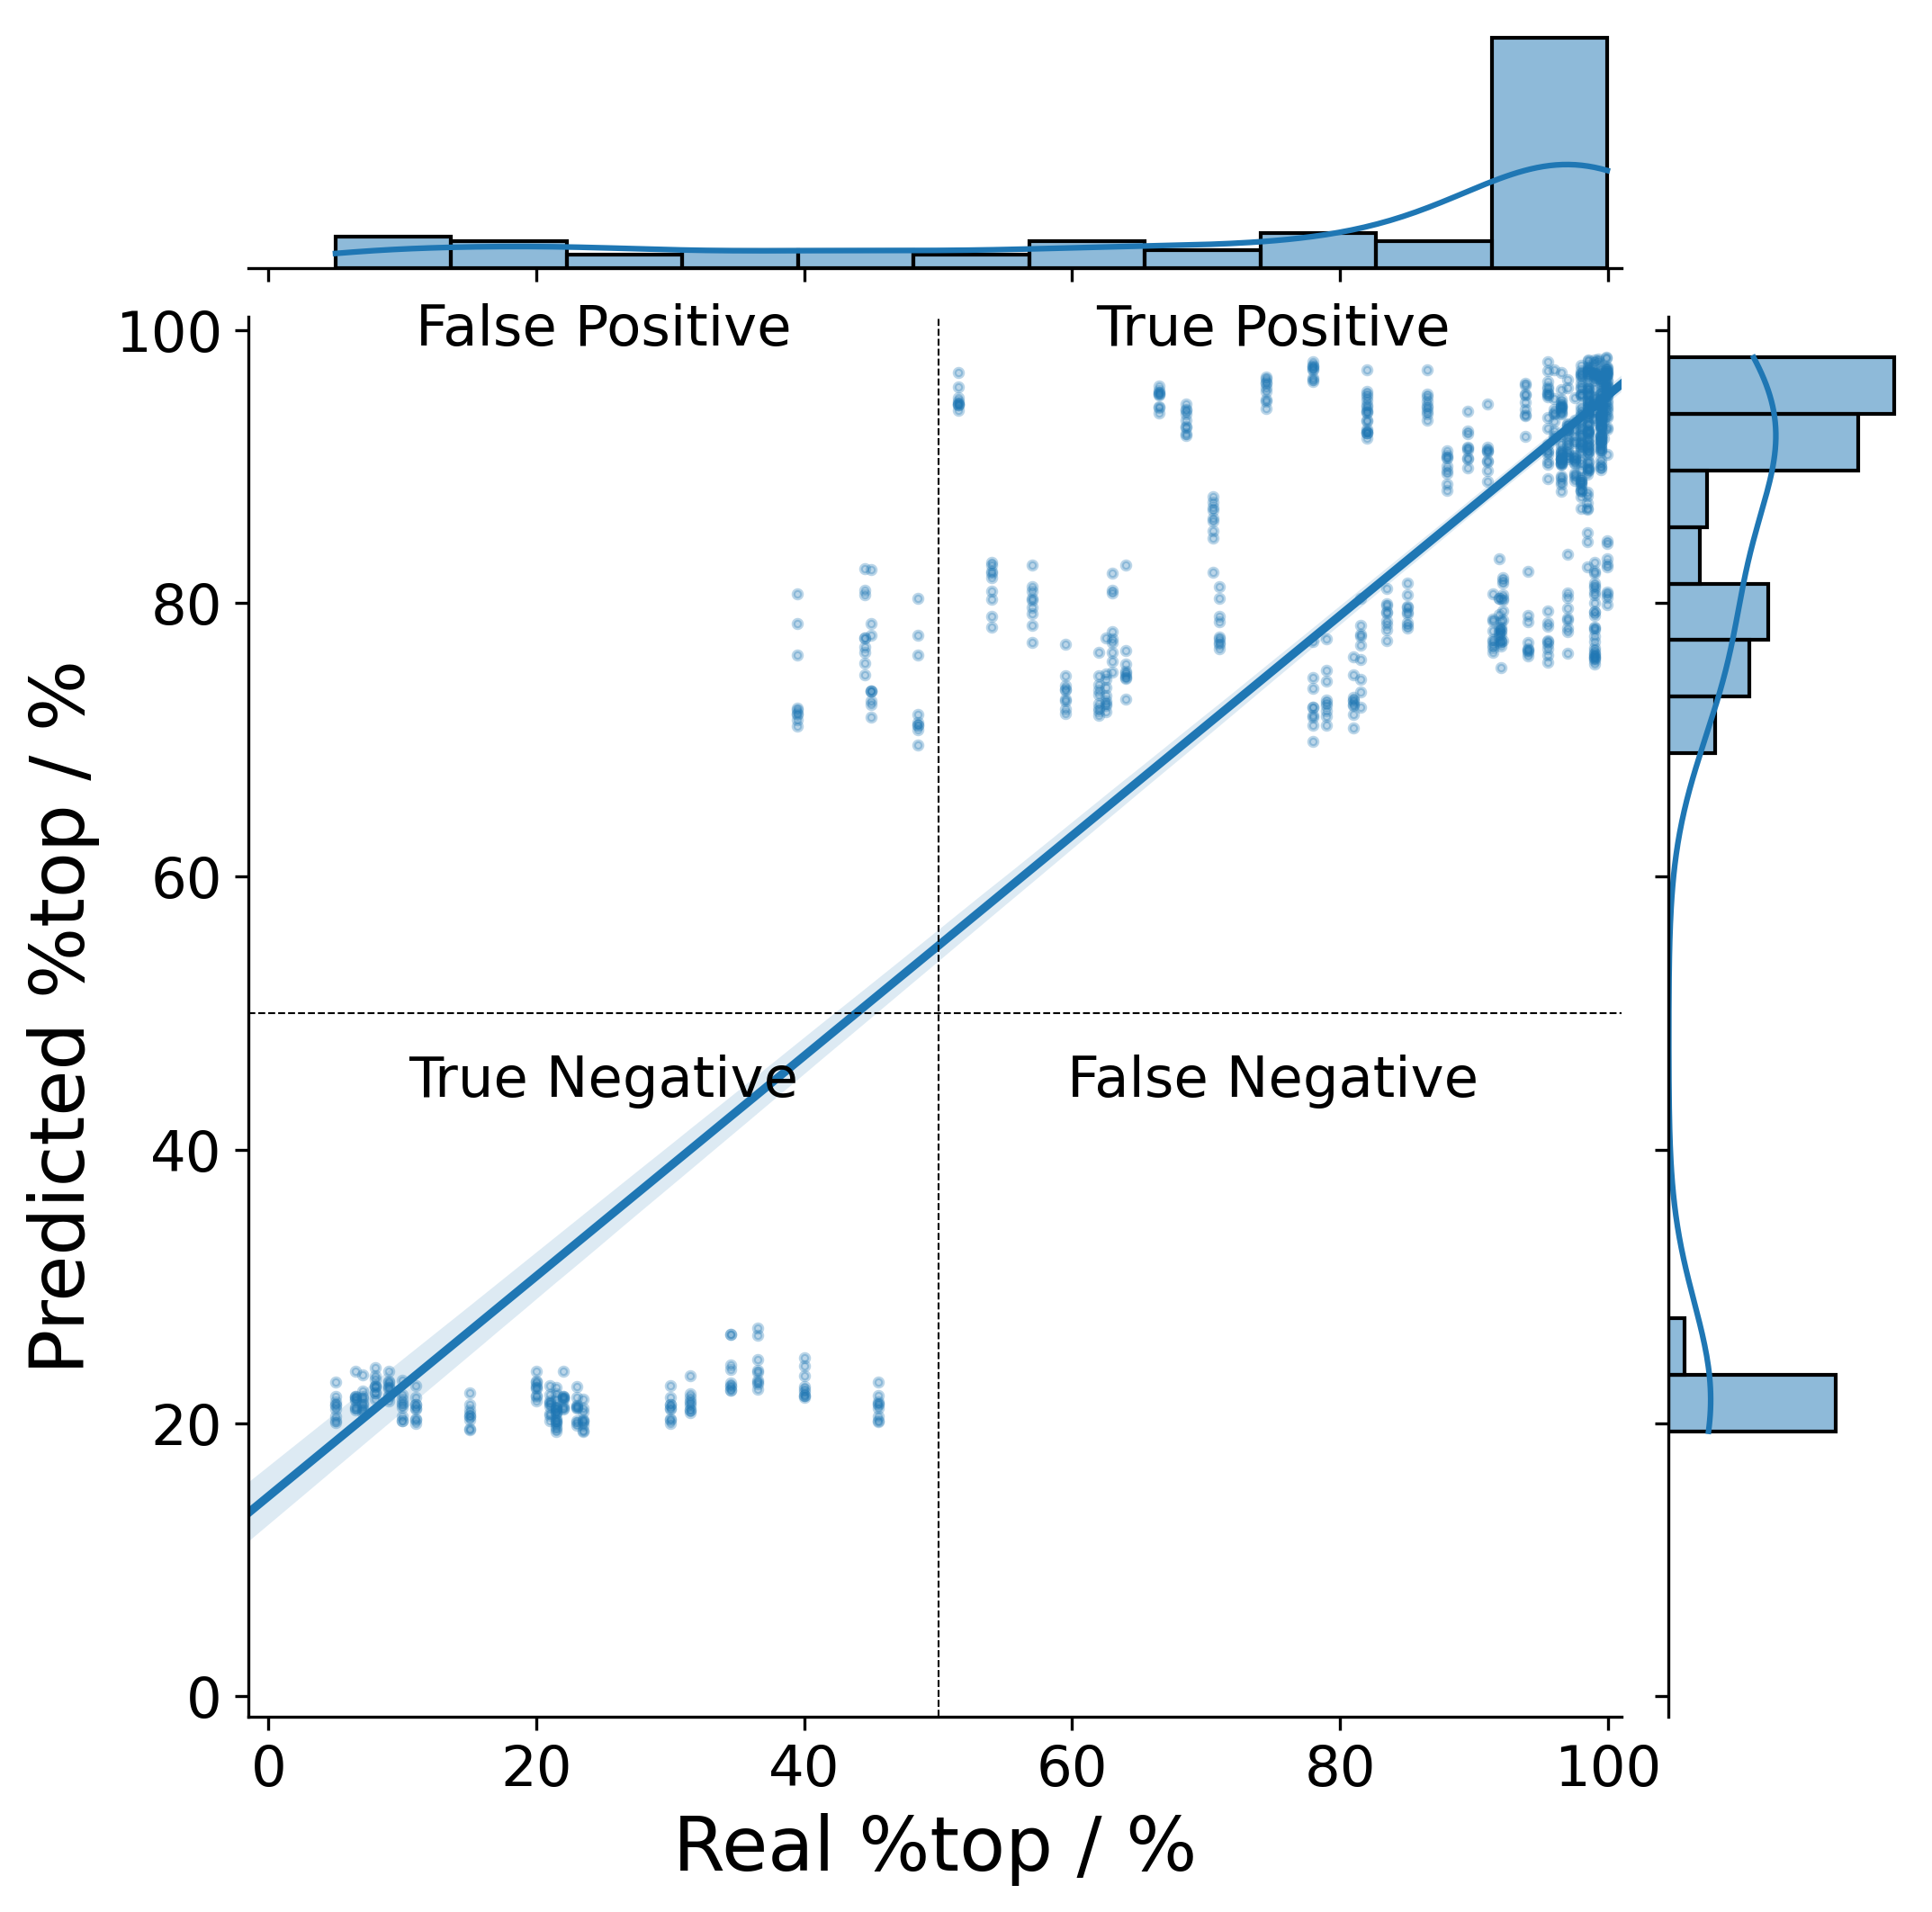 False Positive
True Positive
100
80
60
40
20
0
True Negative
False Negative
Predicted %top / %
0
20
40
60
80
100
Real %top / %